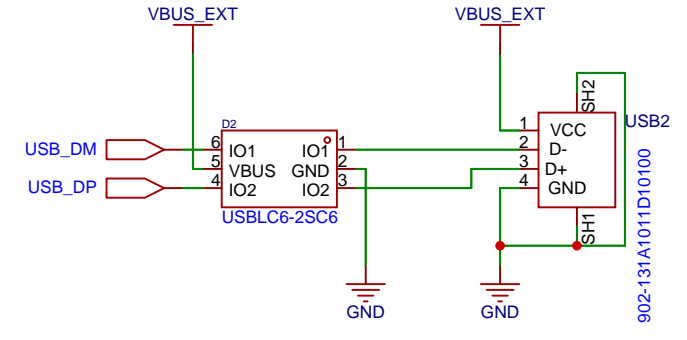 VBUS_EXT
VBUS_EXT
D2
USB_DM
6
IO1
IO1
1
5
VBUS
GND
2
USB_DP
4
IO2
IO2
3
USBLC6-2SC6
SH2
USB2
1
VCC
2
D-
3
D+
4
GND
SH1
902-131A1011D10100
GND
GND